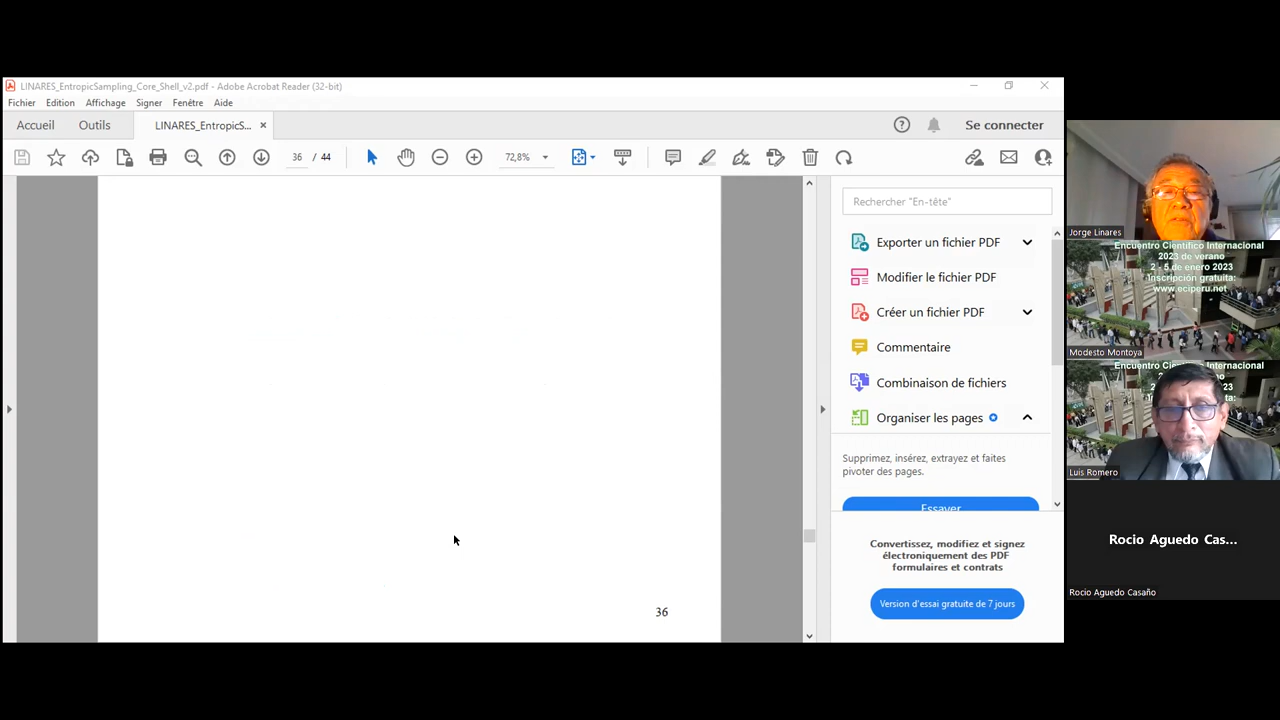 LINARES_EntropicSampling_Core_Shell_v2.pdf - Adobe Acrobat Reader (32-bit)
Fichier Edition Affichage Signer Fenêtre Aide
Accueil Outils LINARES_EntropicS... × Se connecter
36 / 44 72,8%
Rechercher "En-tête"
Exporter un fichier PDF
Modifier le fichier PDF
Créer un fichier PDF
Commentaire
Combinaison de fichiers
Organiser les pages
Supprimez, insérez, extrayez et faites
pivoter des pages.
Essayer
Convertissez, modifiez et signez
électroniquement des PDF
formulaires et contrats
Version d'essai gratuite de 7 jours
36
Jorge Linares
Encuentro Científico Internacional
2023 de verano
2 - 5 de enero 2023
Inscripción gratuita:
www.eciperu.net
Modesto Montoya
Encuentro Científico Internacional
Luis Romero
Rocio Aguedo Cas...
Rocio Aguedo Casaño